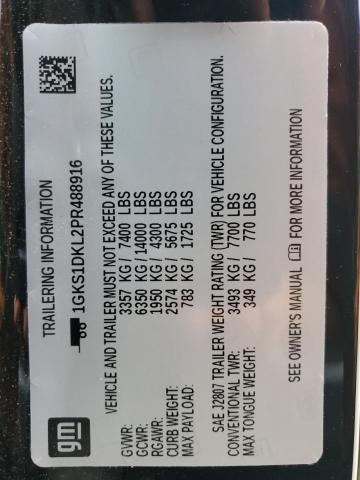 gm
TRAILERING INFORMATION
1GKS1DKL2PR488916
VEHICLE AND TRAILER MUST NOT EXCEED ANY OF THESE VALUES.
GVWR: 3357 KG/ 7400 LBS
GCWR: 6350 KG/ 14000 LBS
RGAWR: 1950 KG/ 4300 LBS
CURB WEIGHT: 2574 KG/ 5675 LBS
MAX PAYLOAD: 783 KG/ 1725 LBS
SAE J2807 TRAILER WEIGHT RATING (TWR) FOR VEHICLE CONFIGURATION.
CONVENTIONAL TWR: 3493 KG/ 7700 LBS
MAX TONGUE WEIGHT: 349 KG/ 770 LBS
SEE OWNER'S MANUAL FOR MORE INFORMATION